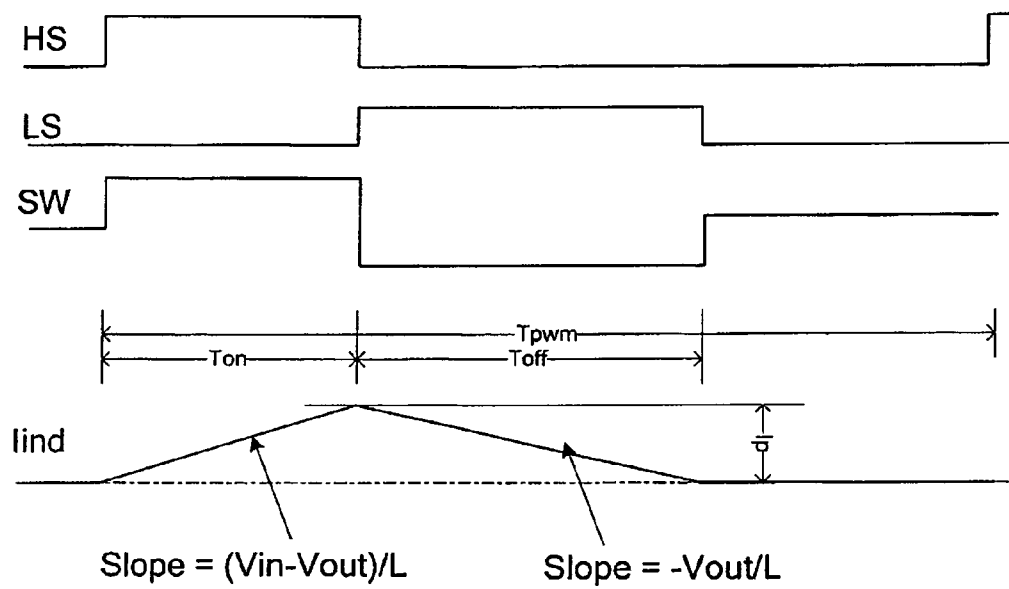 HS
LS
SW
Tpwm
Ton
Toff
Iind
dI
Slope = (Vin-Vout)/L
Slope = -Vout/L